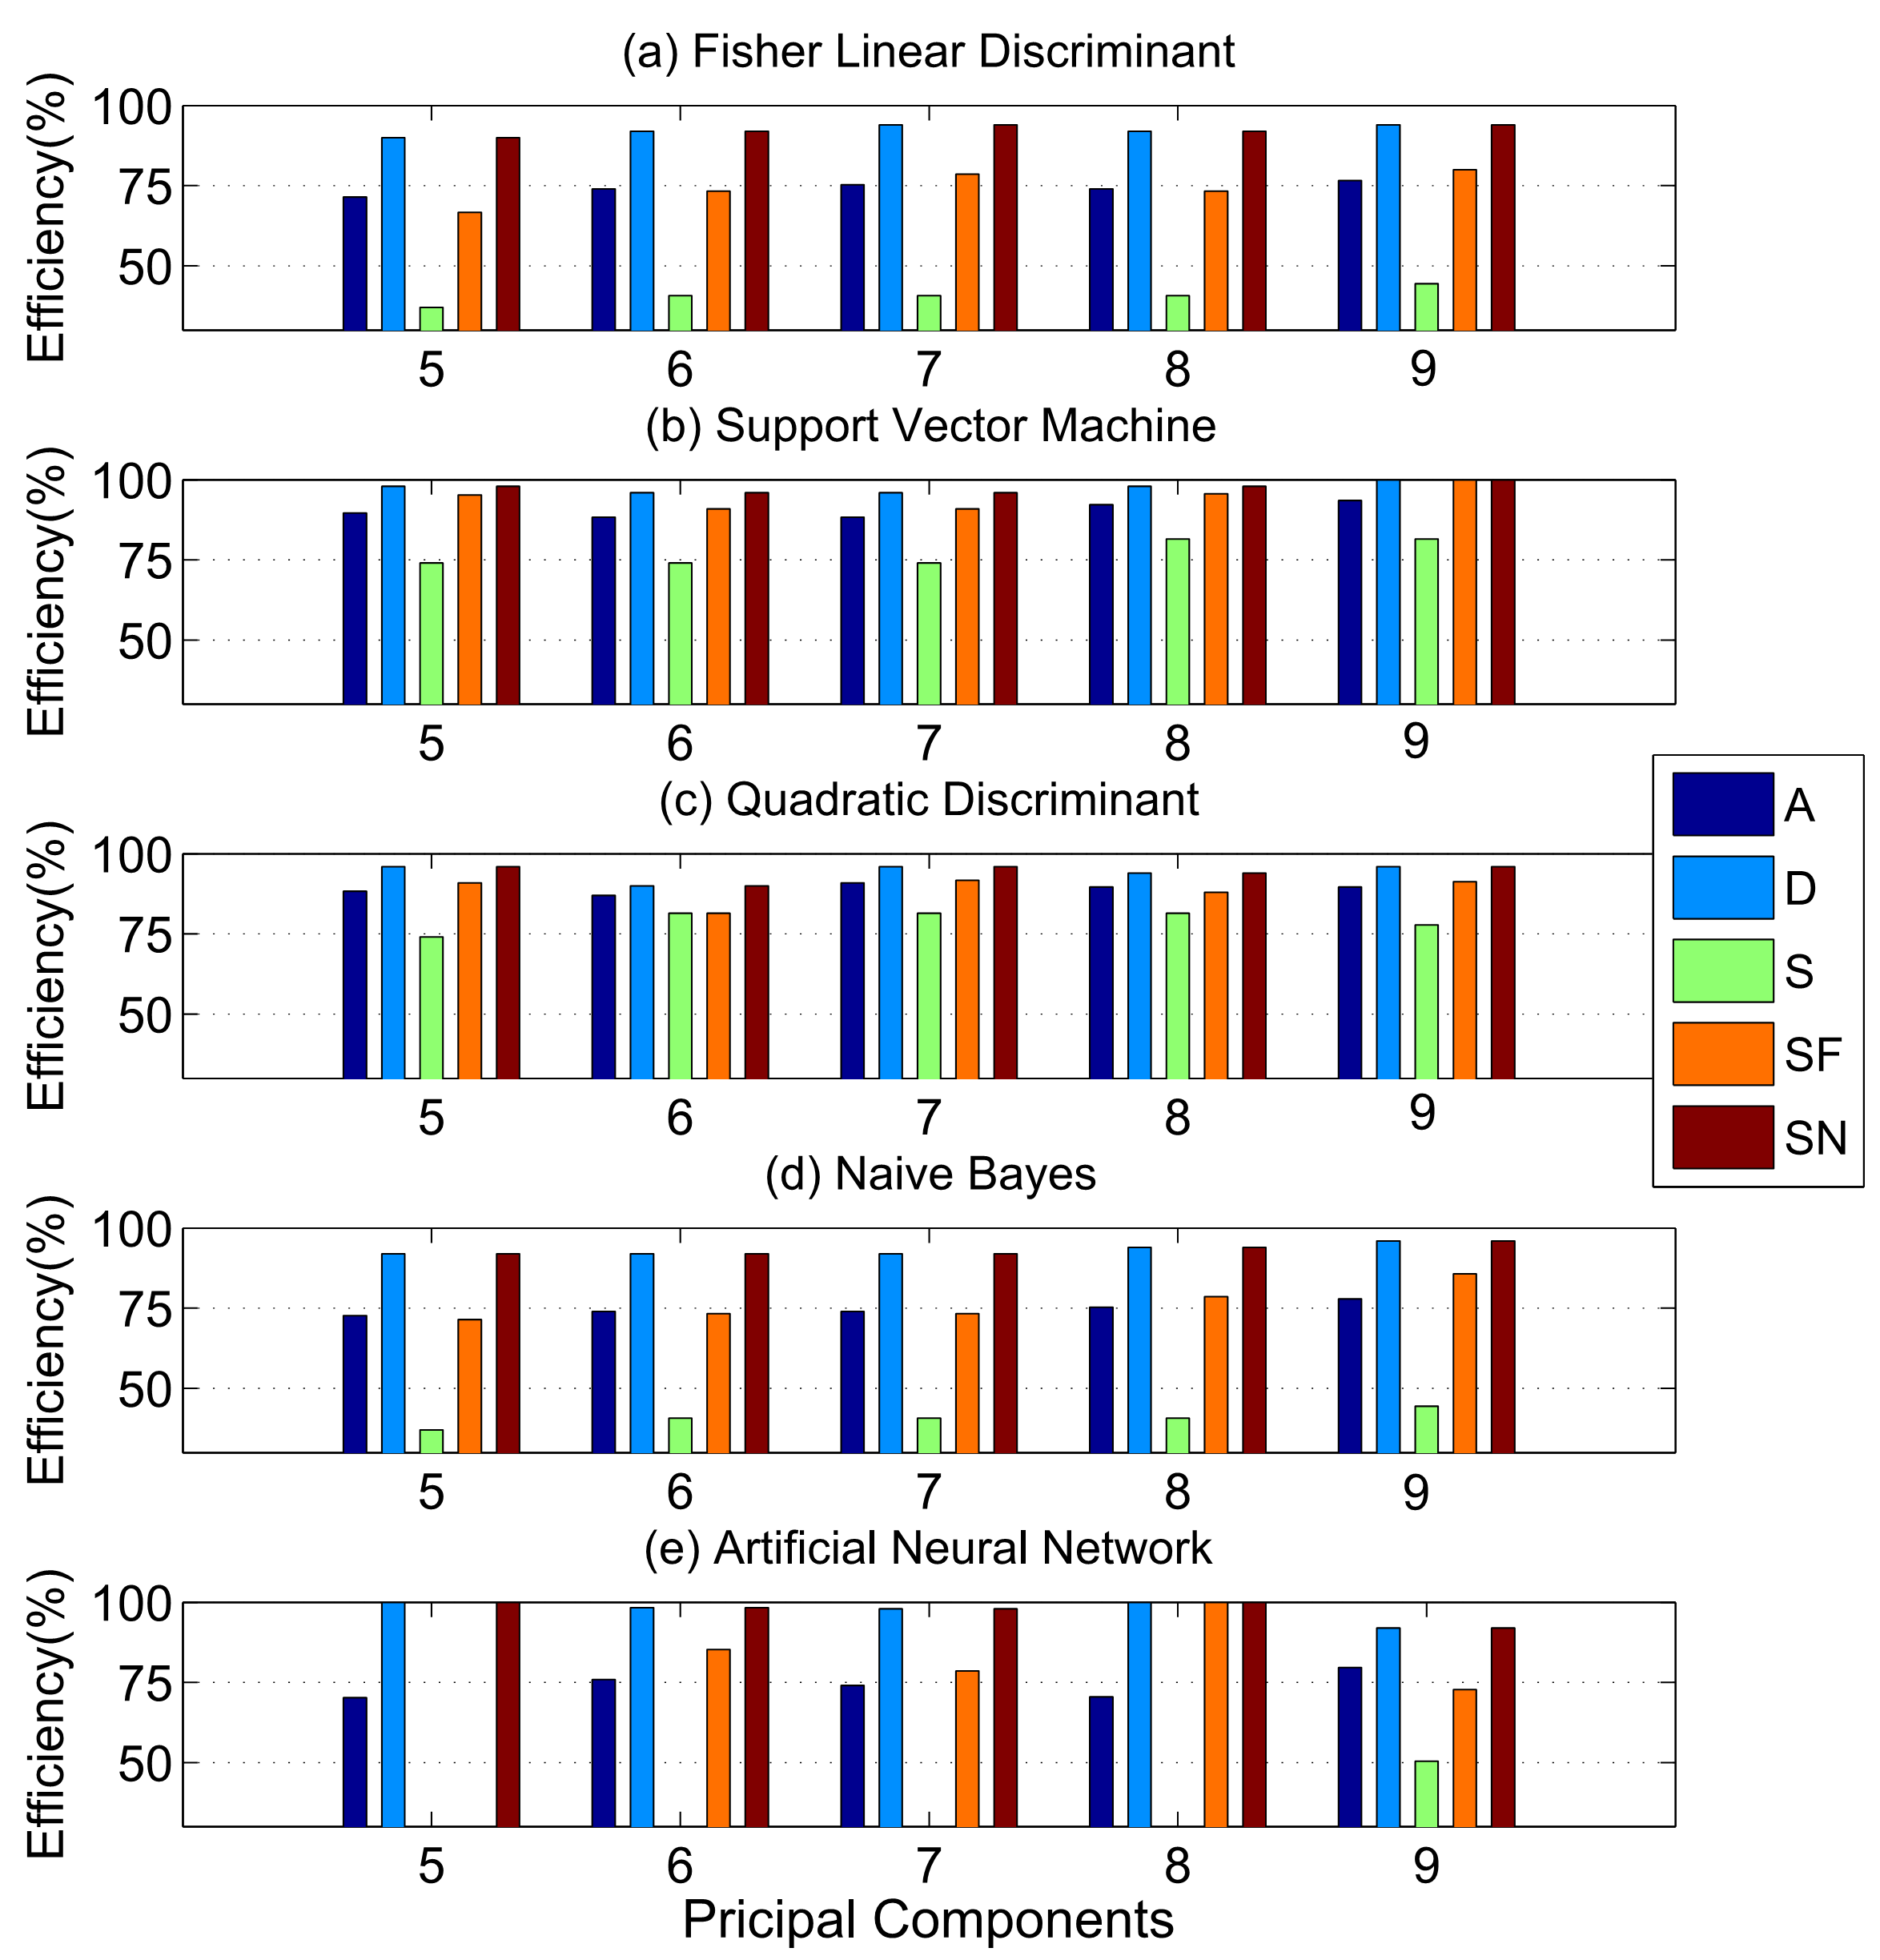 (a) Fisher Linear Discriminant
Efficiency(%)
100
75
50
5 6 7 8 9
(b) Support Vector Machine
Efficiency(%)
100
75
50
5 6 7 8 9
(c) Quadratic Discriminant
Efficiency(%)
100
75
50
5 6 7 8 9
A
D
S
SF
SN
(d) Naive Bayes
Efficiency(%)
100
75
50
5 6 7 8 9
(e) Artificial Neural Network
Efficiency(%)
100
75
50
5 6 7 8 9
Pricipal Components